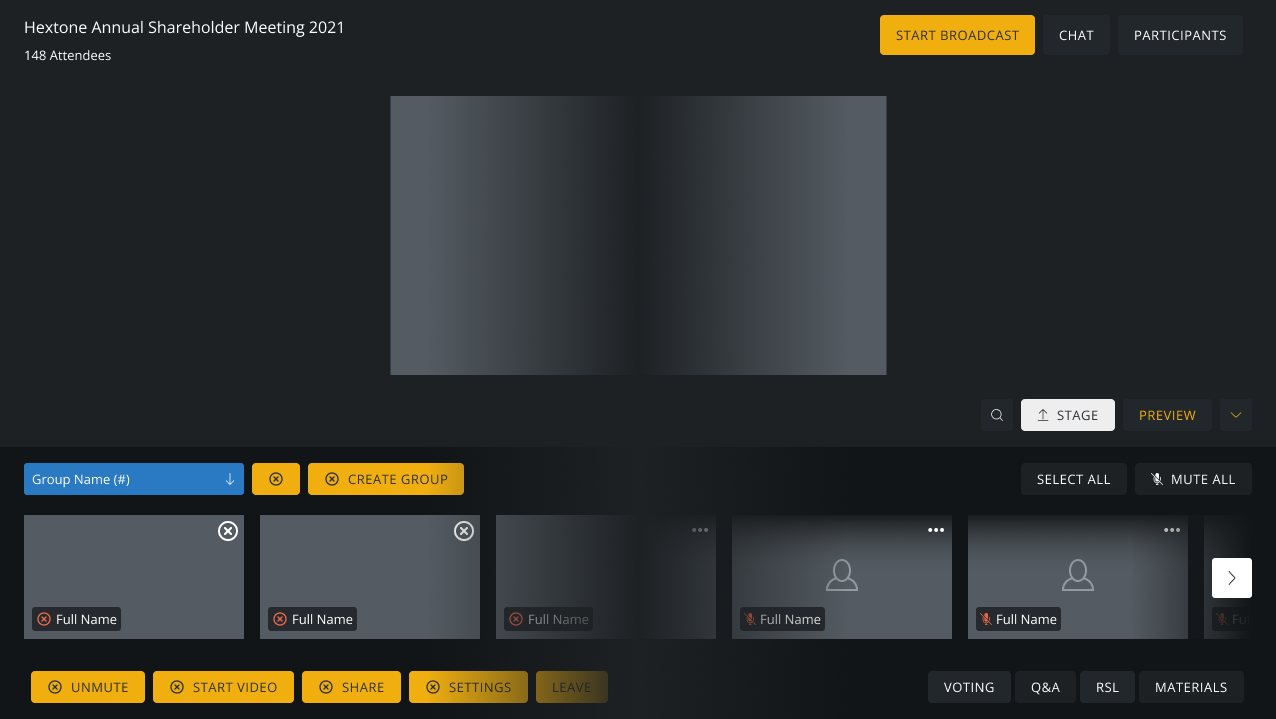 Hextone Annual Shareholder Meeting 2021
148 Attendees
START BROADCAST
CHAT
PARTICIPANTS
STAGE
PREVIEW
Group Name (#)
CREATE GROUP
SELECT ALL
MUTE ALL
Full Name
Full Name
Full Name
Full Name
Full Name
UNMUTE
START VIDEO
SHARE
SETTINGS
LEAVE
VOTING
Q&A
RSL
MATERIALS